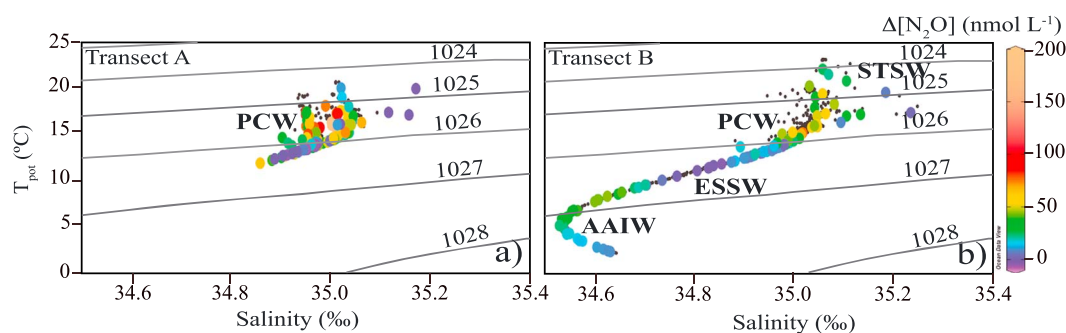 Δ[N₂O] (nmol L⁻¹)
a)
Transect A
PCW
1024
1025
1026
1027
1028
25
20
15
10
5
0
T_pot (ºC)
34.6
34.8
35.0
35.2
35.4
Salinity (‰)
b)
Transect B
STSW
PCW
ESSW
AAIW
1024
1025
1026
1027
1028
34.6
34.8
35.0
35.2
35.4
Salinity (‰)
200
150
100
50
0
Ocean Data View